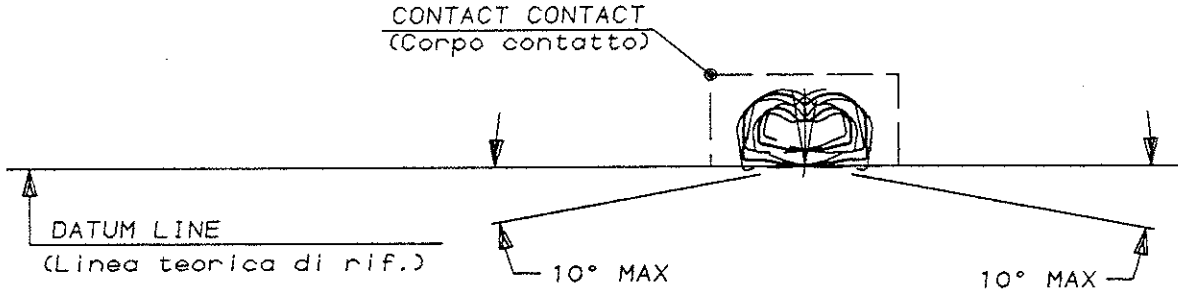 CONTACT CONTACT
(Corpo contatto)
DATUM LINE
(Linea teorica di rif.)
10° MAX
10° MAX